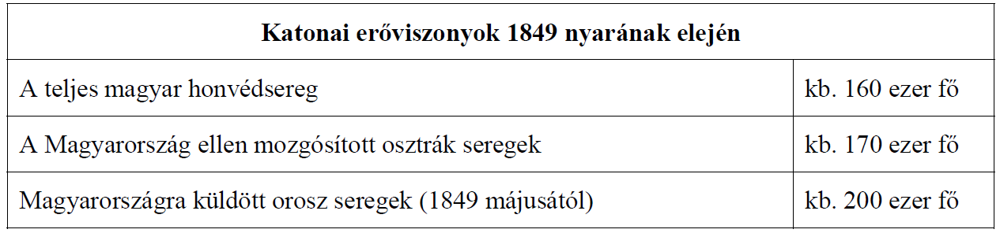 Katonai erőviszonyok 1849 nyarának elején
A teljes magyar honvédsereg kb. 160 ezer fő
A Magyarország ellen mozgósított osztrák seregek kb. 170 ezer fő
Magyarországra küldött orosz seregek (1849 májusától) kb. 200 ezer fő